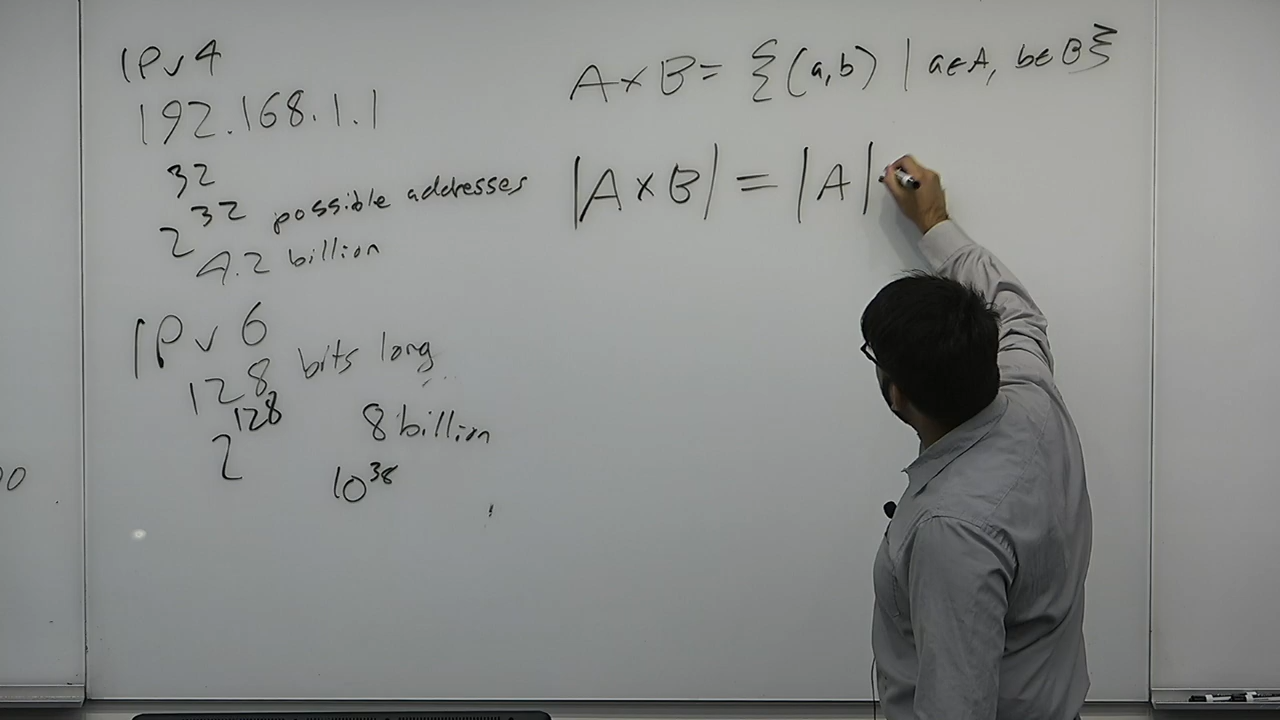 IPv4
192.168.1.1
32
2^32 possible addresses
4.2 billion
IPv6
128 bits long
2^128
8 billion
10^38
A×B = {(a,b) | a∈A, b∈B}
|A×B| = |A|